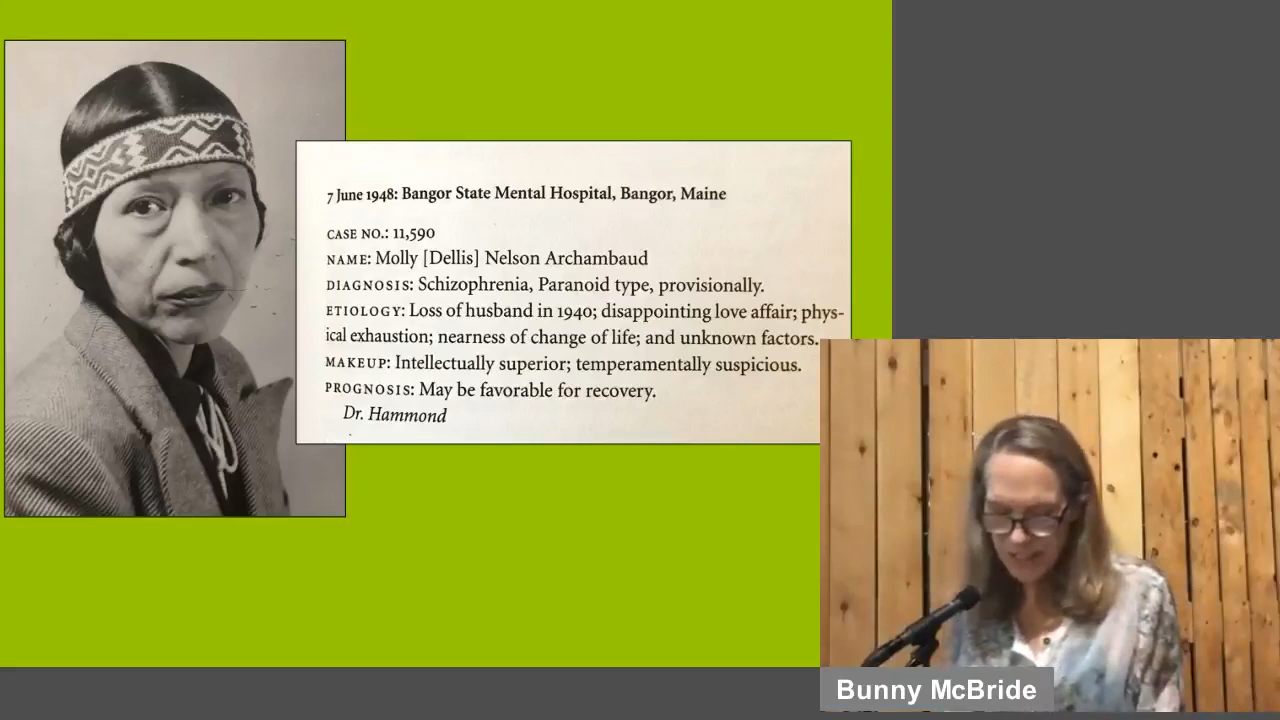 7 June 1948: Bangor State Mental Hospital, Bangor, Maine
CASE NO.: 11,590
NAME: Molly [Dellis] Nelson Archambaud
DIAGNOSIS: Schizophrenia, Paranoid type, provisionally.
ETIOLOGY: Loss of husband in 1940; disappointing love affair; phys-
ical exhaustion; nearness of change of life; and unknown factors.
MAKEUP: Intellectually superior; temperamentally suspicious.
PROGNOSIS: May be favorable for recovery.
Dr. Hammond
Bunny McBride